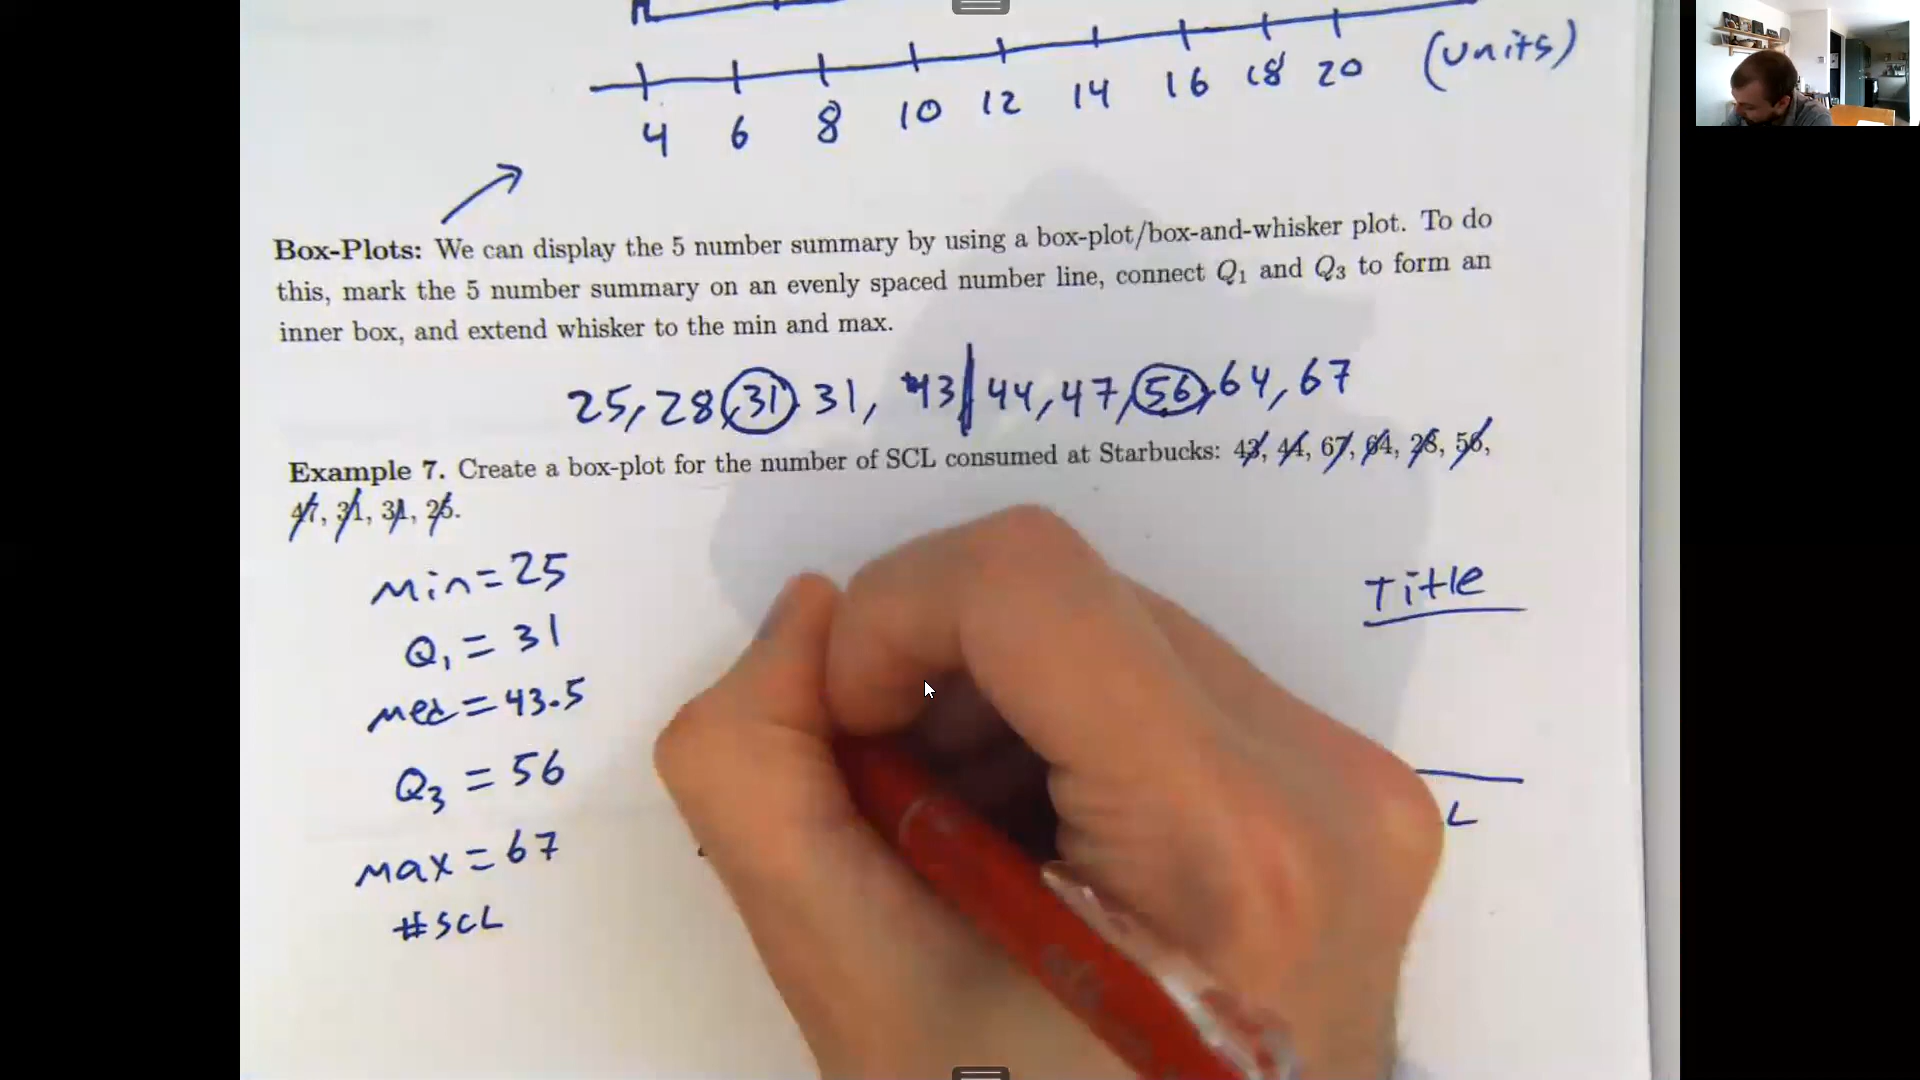 4 6 8 10 12 14 16 18 20 (units)
Box-Plots: We can display the 5 number summary by using a box-plot/box-and-whisker plot. To do
this, mark the 5 number summary on an evenly spaced number line, connect Q1 and Q3 to form an
inner box, and extend whisker to the min and max.
25, 28, 31, 31, 43 | 44, 47, 56, 64, 67
Example 7. Create a box-plot for the number of SCL consumed at Starbucks: 43, 44, 67, 64, 28, 56,
47, 31, 31, 25.
Min = 25
Title
Q1 = 31
med = 43.5
Q3 = 56
L
max = 67
#SCL